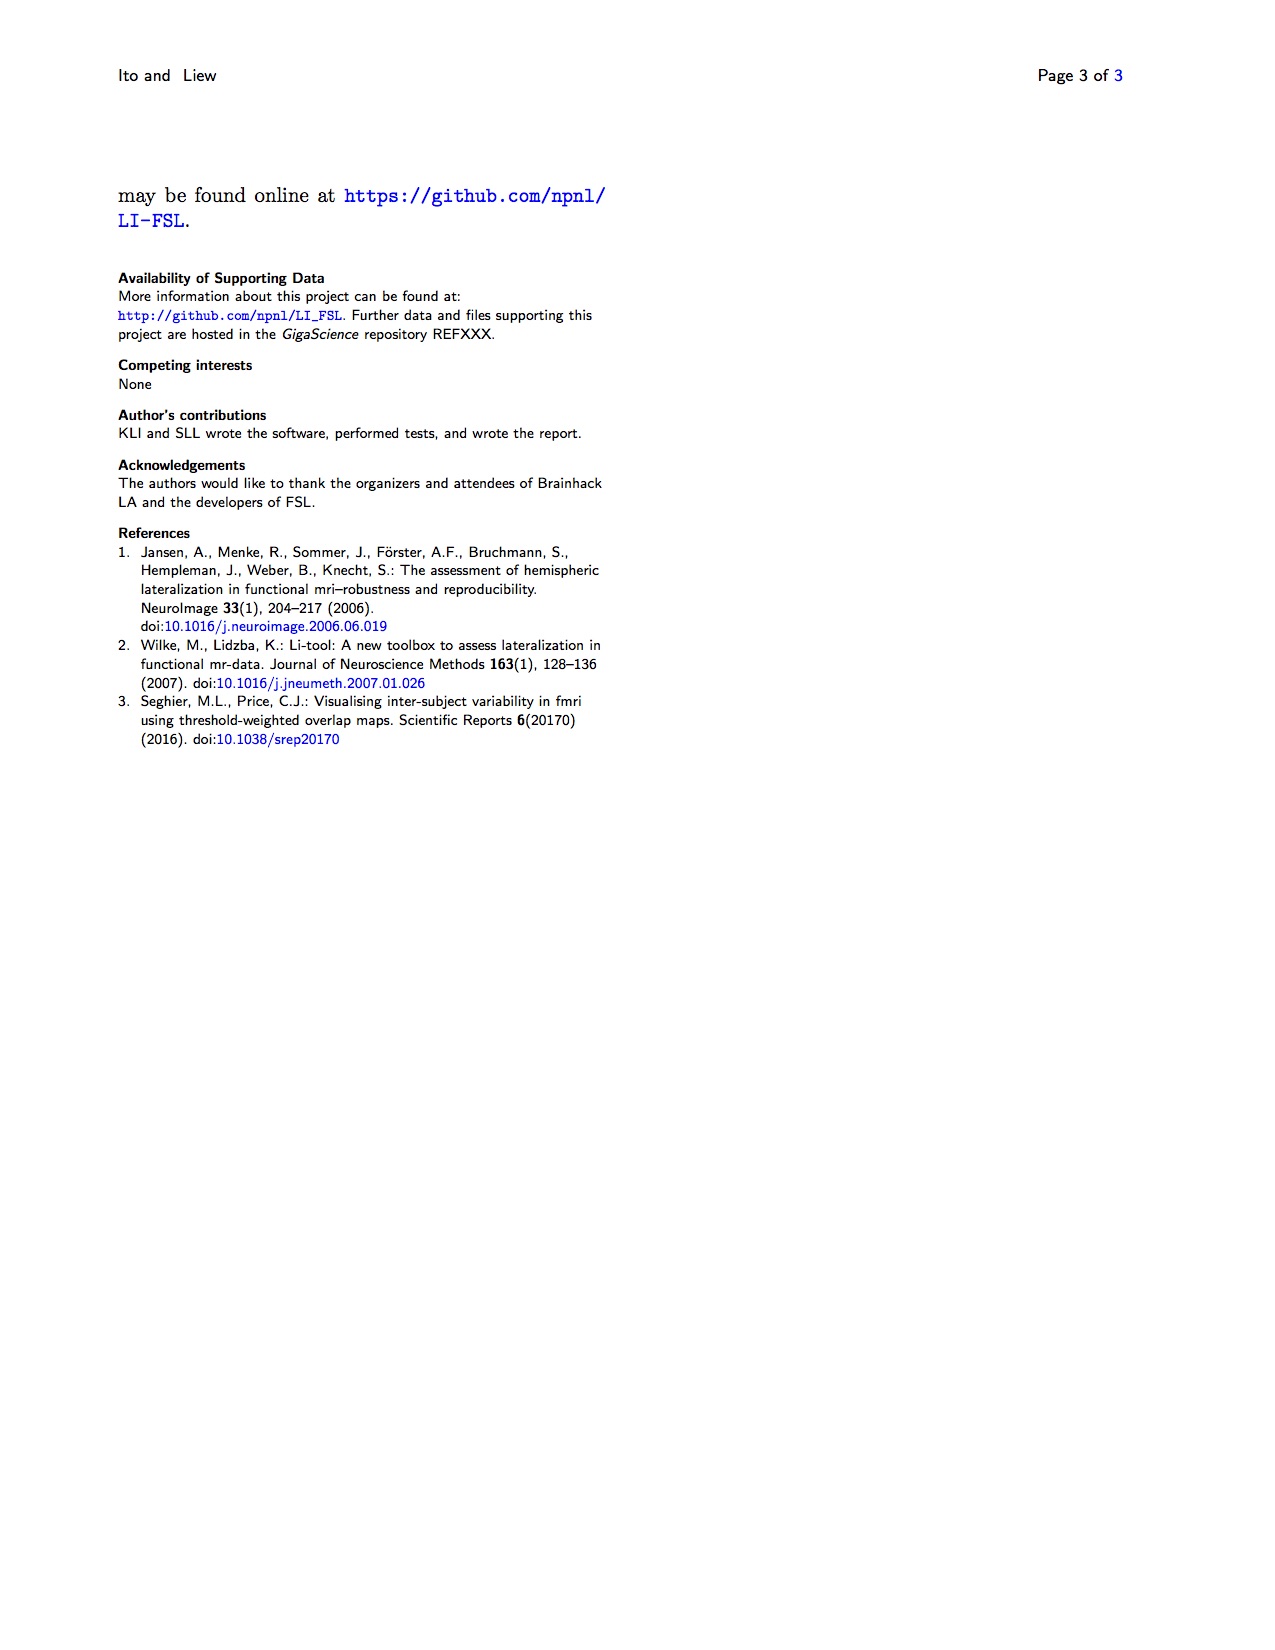 Ito and Liew
Page 3 of 3
may be found online at https://github.com/npnl/
LI-FSL.
Availability of Supporting Data
More information about this project can be found at:
http://github.com/npnl/LI_FSL. Further data and files supporting this
project are hosted in the GigaScience repository REFXXX.
Competing interests
None
Author's contributions
KLI and SLL wrote the software, performed tests, and wrote the report.
Acknowledgements
The authors would like to thank the organizers and attendees of Brainhack
LA and the developers of FSL.
References
1. Jansen, A., Menke, R., Sommer, J., Förster, A.F., Bruchmann, S.,
Hempleman, J., Weber, B., Knecht, S.: The assessment of hemispheric
lateralization in functional mri–robustness and reproducibility.
NeuroImage 33(1), 204–217 (2006).
doi:10.1016/j.neuroimage.2006.06.019
2. Wilke, M., Lidzba, K.: Li-tool: A new toolbox to assess lateralization in
functional mr-data. Journal of Neuroscience Methods 163(1), 128–136
(2007). doi:10.1016/j.jneumeth.2007.01.026
3. Seghier, M.L., Price, C.J.: Visualising inter-subject variability in fmri
using threshold-weighted overlap maps. Scientific Reports 6(20170)
(2016). doi:10.1038/srep20170